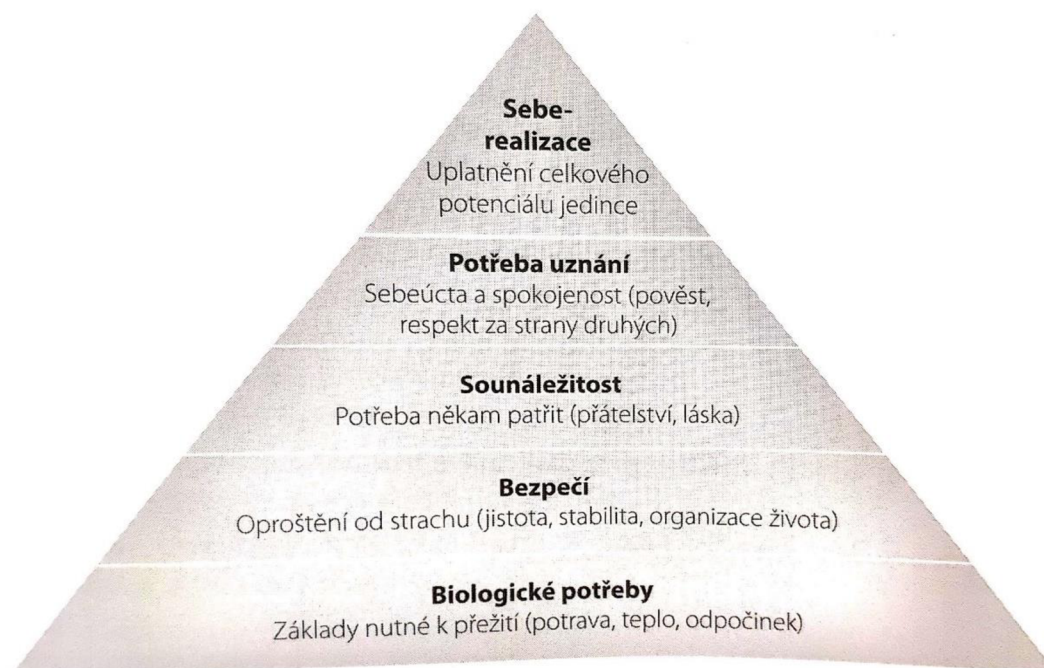 Sebe-
realizace
Uplatnění celkového
potenciálu jedince
Potřeba uznání
Sebeúcta a spokojenost (pověst,
respekt za strany druhých)
Sounáležitost
Potřeba někam patřit (přátelství, láska)
Bezpečí
Oproštění od strachu (jistota, stabilita, organizace života)
Biologické potřeby
Základy nutné k přežití (potrava, teplo, odpočinek)